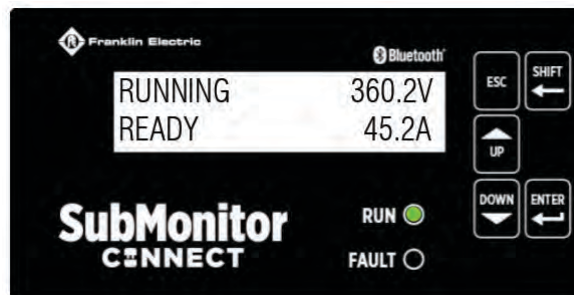 Franklin Electric
Bluetooth®
RUNNING 360.2V
READY 45.2A
ESC
SHIFT
UP
DOWN
ENTER
SubMonitor
CONNECT
RUN
FAULT